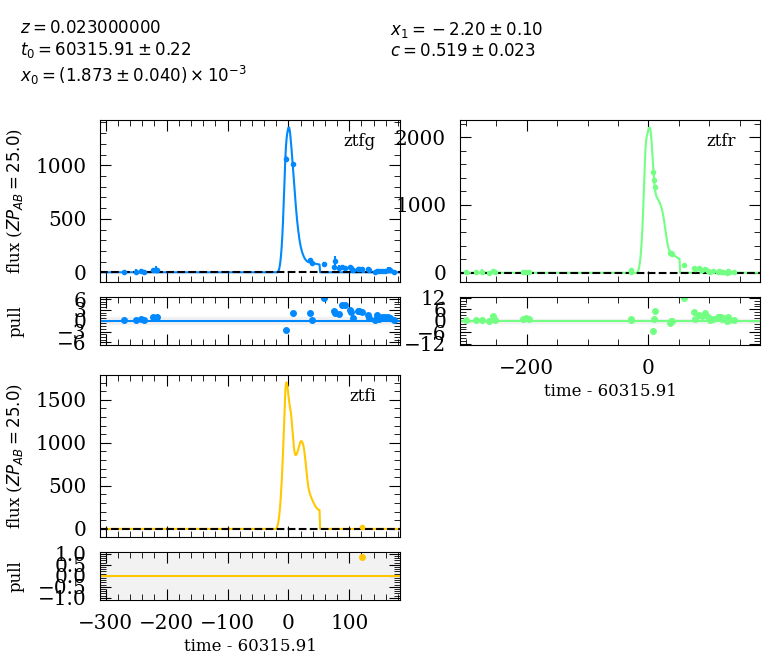 z = 0.023000000
t₀ = 60315.91 ± 0.22
x₀ = (1.873 ± 0.040) × 10⁻³
x₁ = −2.20 ± 0.10
c = 0.519 ± 0.023
ztfg
flux (ZP_AB = 25.0)
1000
500
0
ztfr
2000
1000
0
pull
6
3
0
−3
−6
12
6
0
−6
−12
−200
0
time - 60315.91
ztfi
flux (ZP_AB = 25.0)
1500
1000
500
0
pull
1.0
0.5
0.0
−0.5
−1.0
−300
−200
−100
0
100
time - 60315.91